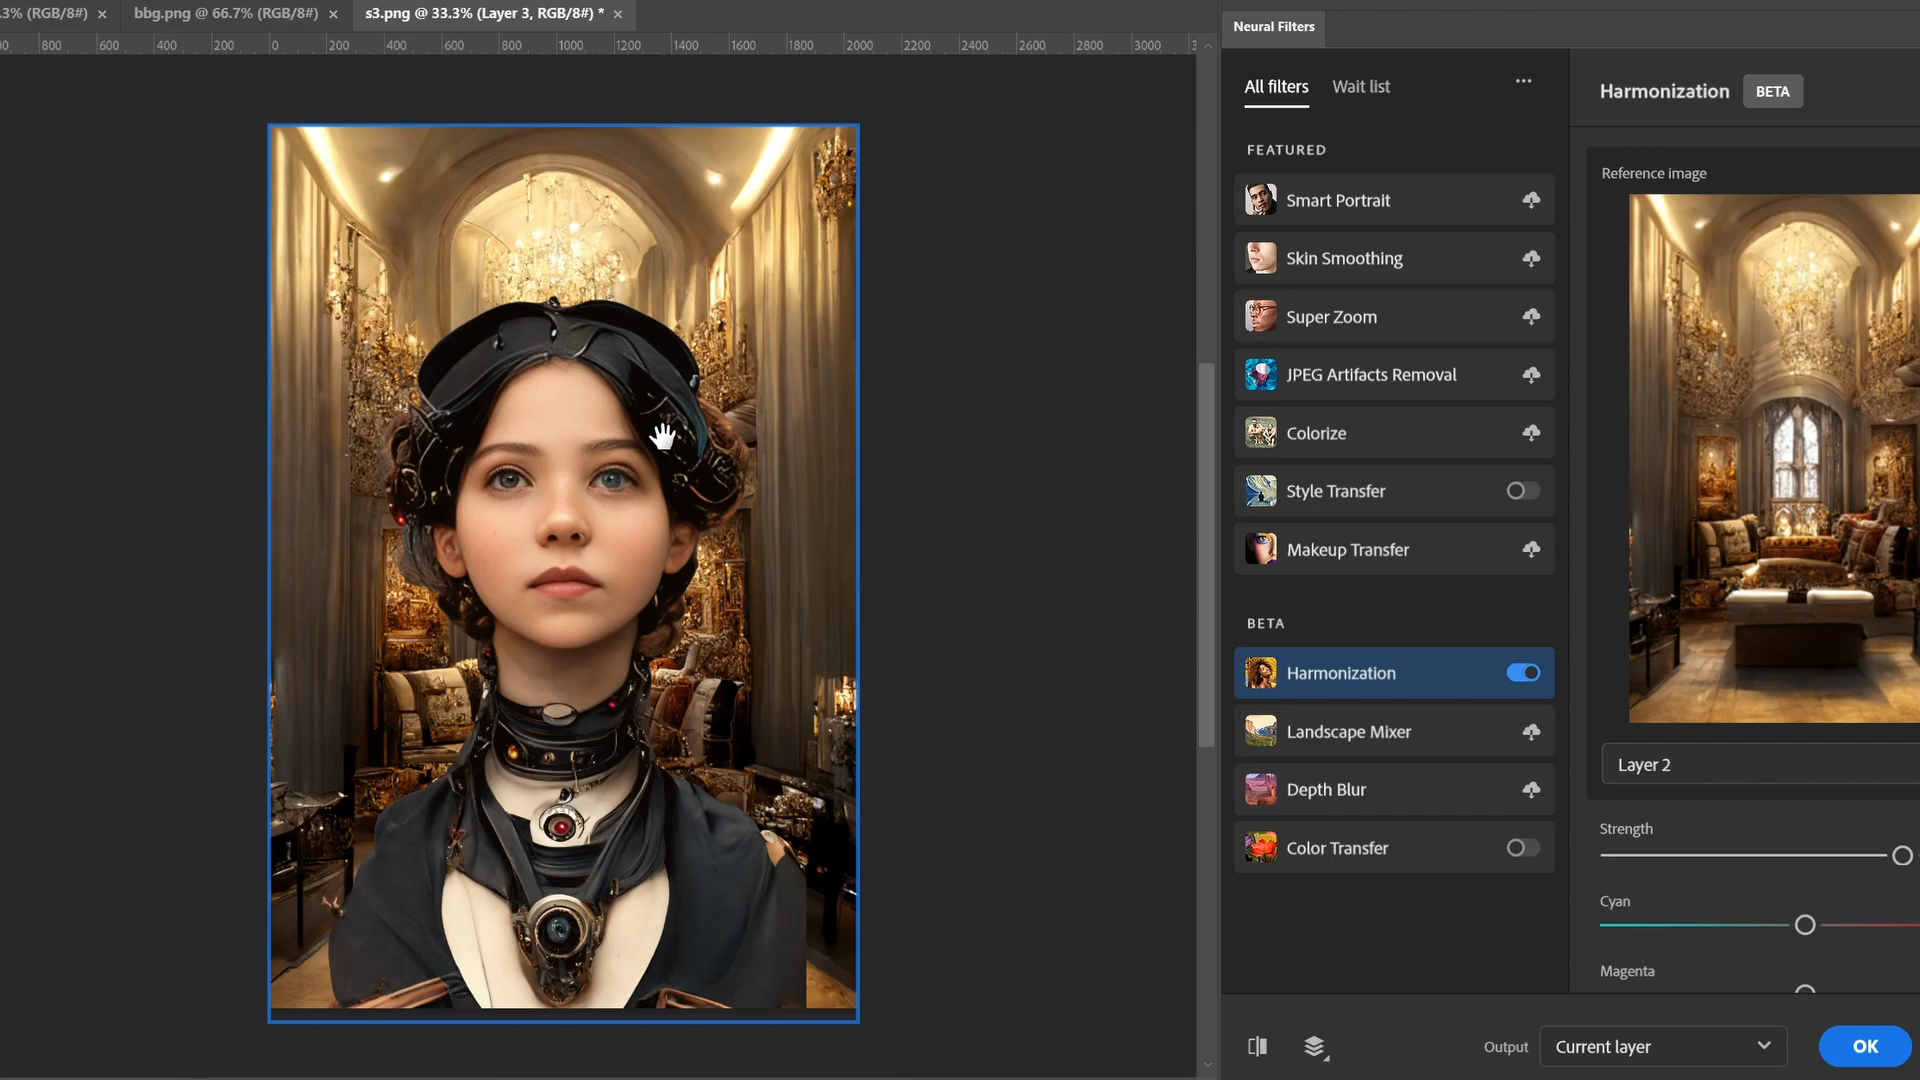 .3% (RGB/8#) ×
bbg.png @ 66.7% (RGB/8#) ×
s3.png @ 33.3% (Layer 3, RGB/8#) * ×
00 800 600 400 200 0 200 400 600 800 1000 1200 1400 1600 1800 2000 2200 2400 2600 2800 3000
Neural Filters
All filters
Wait list
...
Harmonization
BETA
FEATURED
Smart Portrait
Skin Smoothing
Super Zoom
JPEG Artifacts Removal
Colorize
Style Transfer
Makeup Transfer
BETA
Harmonization
Landscape Mixer
Depth Blur
Color Transfer
Reference image
Layer 2
Strength
Cyan
Magenta
Output
Current layer
OK